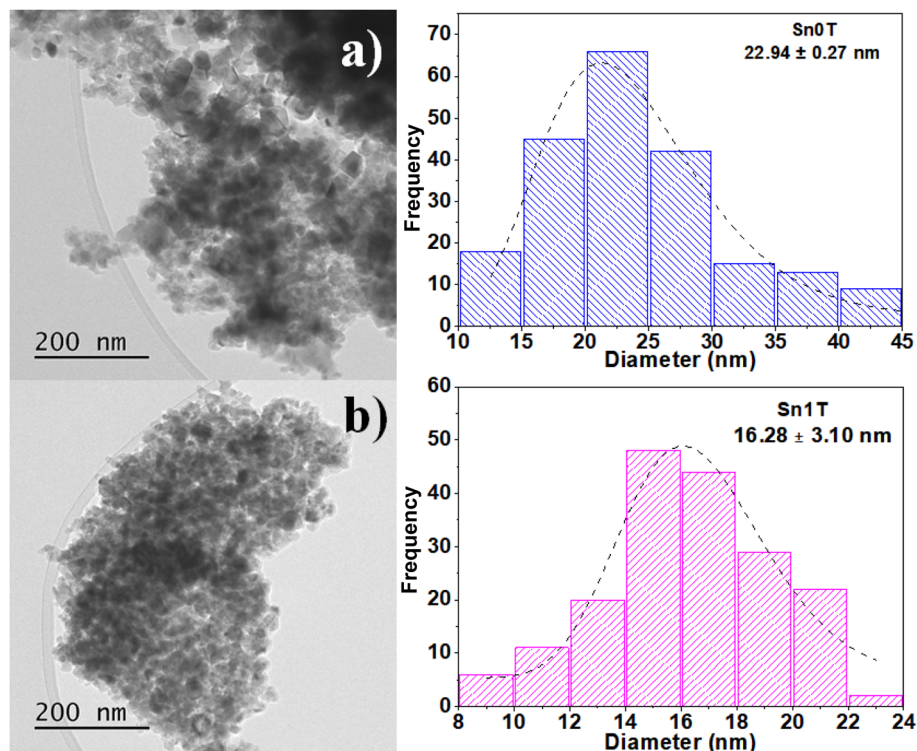 a)
200 nm
Sn0T
22.94 ± 0.27 nm
Frequency
70
60
50
40
30
20
10
0
10 15 20 25 30 35 40 45
Diameter (nm)
b)
200 nm
Sn1T
16.28 ± 3.10 nm
Frequency
60
50
40
30
20
10
0
8 10 12 14 16 18 20 22 24
Diameter (nm)